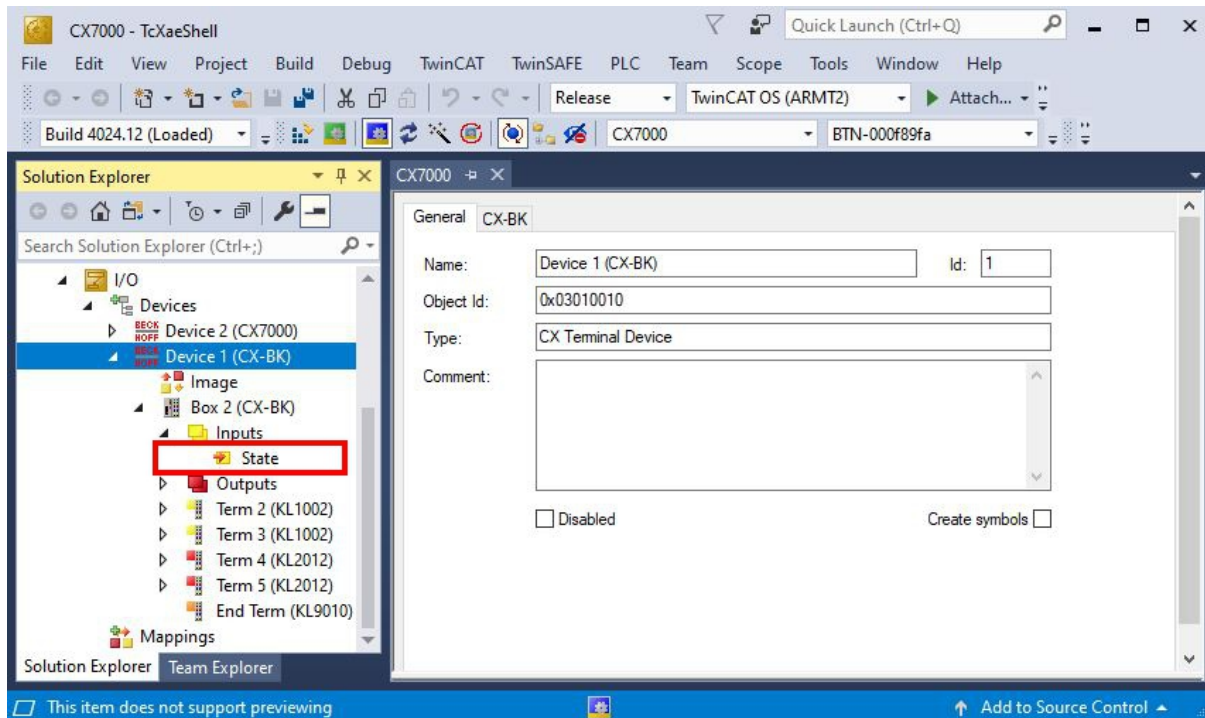 CX7000 - TcXaeShell
Quick Launch (Ctrl+Q)
File Edit View Project Build Debug TwinCAT TwinSAFE PLC Team Scope Tools Window Help
Release TwinCAT OS (ARMT2) Attach...
Build 4024.12 (Loaded) CX7000 BTN-000f89fa
Solution Explorer
Search Solution Explorer (Ctrl+;)
I/O
Devices
BECK
HOFF
Device 2 (CX7000)
BECK
HOFF
Device 1 (CX-BK)
Image
Box 2 (CX-BK)
Inputs
State
Outputs
Term 2 (KL1002)
Term 3 (KL1002)
Term 4 (KL2012)
Term 5 (KL2012)
End Term (KL9010)
Mappings
Solution Explorer Team Explorer
CX7000
General CX-BK
Name: Device 1 (CX-BK) Id: 1
Object Id: 0x03010010
Type: CX Terminal Device
Comment:
Disabled Create symbols
This item does not support previewing Add to Source Control